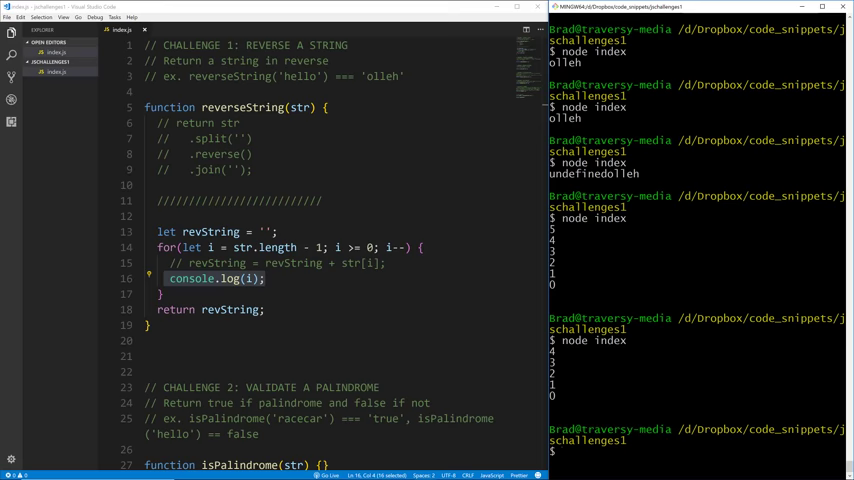 index.js - jschallenges1 - Visual Studio Code
File Edit Selection View Go Debug Tasks Help
EXPLORER
OPEN EDITORS
index.js
JSCHALLENGES1
index.js
index.js ×
1 // CHALLENGE 1: REVERSE A STRING
2 // Return a string in reverse
3 // ex. reverseString('hello') === 'olleh'
4
5 function reverseString(str) {
6 // return str
7 // .split('')
8 // .reverse()
9 // .join('');
10
11 //////////////////////////
12
13 let revString = '';
14 for(let i = str.length - 1; i >= 0; i--) {
15 // revString = revString + str[i];
16 console.log(i);
17 }
18 return revString;
19 }
20
21
22
23 // CHALLENGE 2: VALIDATE A PALINDROME
24 // Return true if palindrome and false if not
25 // ex. isPalindrome('racecar') === 'true', isPalindrome
('hello') == false
26
27 function isPalindrome(str) {}
0 0
Go Live Ln 16, Col 4 (16 selected) Spaces: 2 UTF-8 CRLF JavaScript Prettier
MINGW64:/d/Dropbox/code_snippets/jschallenges1
Brad@traversy-media /d/Dropbox/code_snippets/j
schallenges1
$ node index
olleh
Brad@traversy-media /d/Dropbox/code_snippets/j
schallenges1
$ node index
olleh
Brad@traversy-media /d/Dropbox/code_snippets/j
schallenges1
$ node index
undefinedolleh
Brad@traversy-media /d/Dropbox/code_snippets/j
schallenges1
$ node index
5
4
3
2
1
0
Brad@traversy-media /d/Dropbox/code_snippets/j
schallenges1
$ node index
4
3
2
1
0
Brad@traversy-media /d/Dropbox/code_snippets/j
schallenges1
$